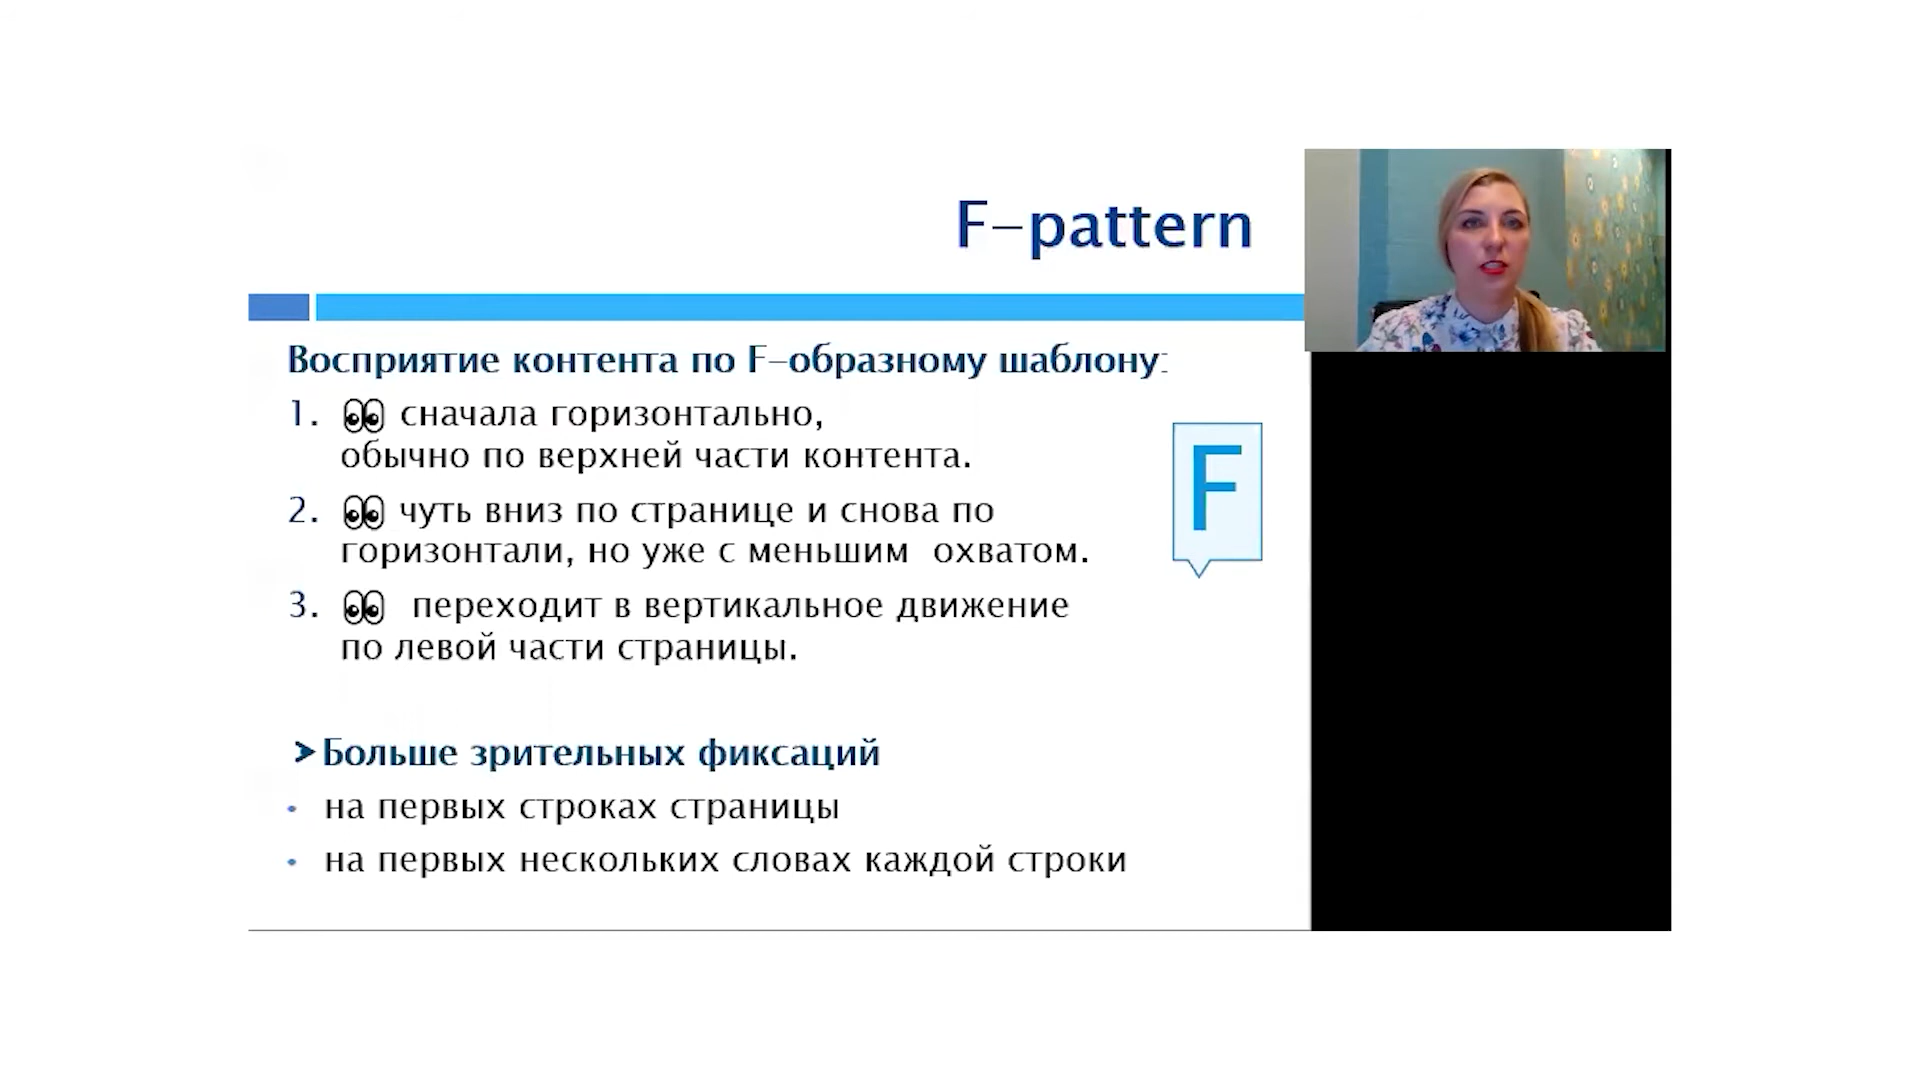 F-pattern
Восприятие контента по F-образному шаблону:
1. 👀 сначала горизонтально,
обычно по верхней части контента.
2. 👀 чуть вниз по странице и снова по
горизонтали, но уже с меньшим охватом.
3. 👀 переходит в вертикальное движение
по левой части страницы.
F
➤Больше зрительных фиксаций
• на первых строках страницы
• на первых нескольких словах каждой строки